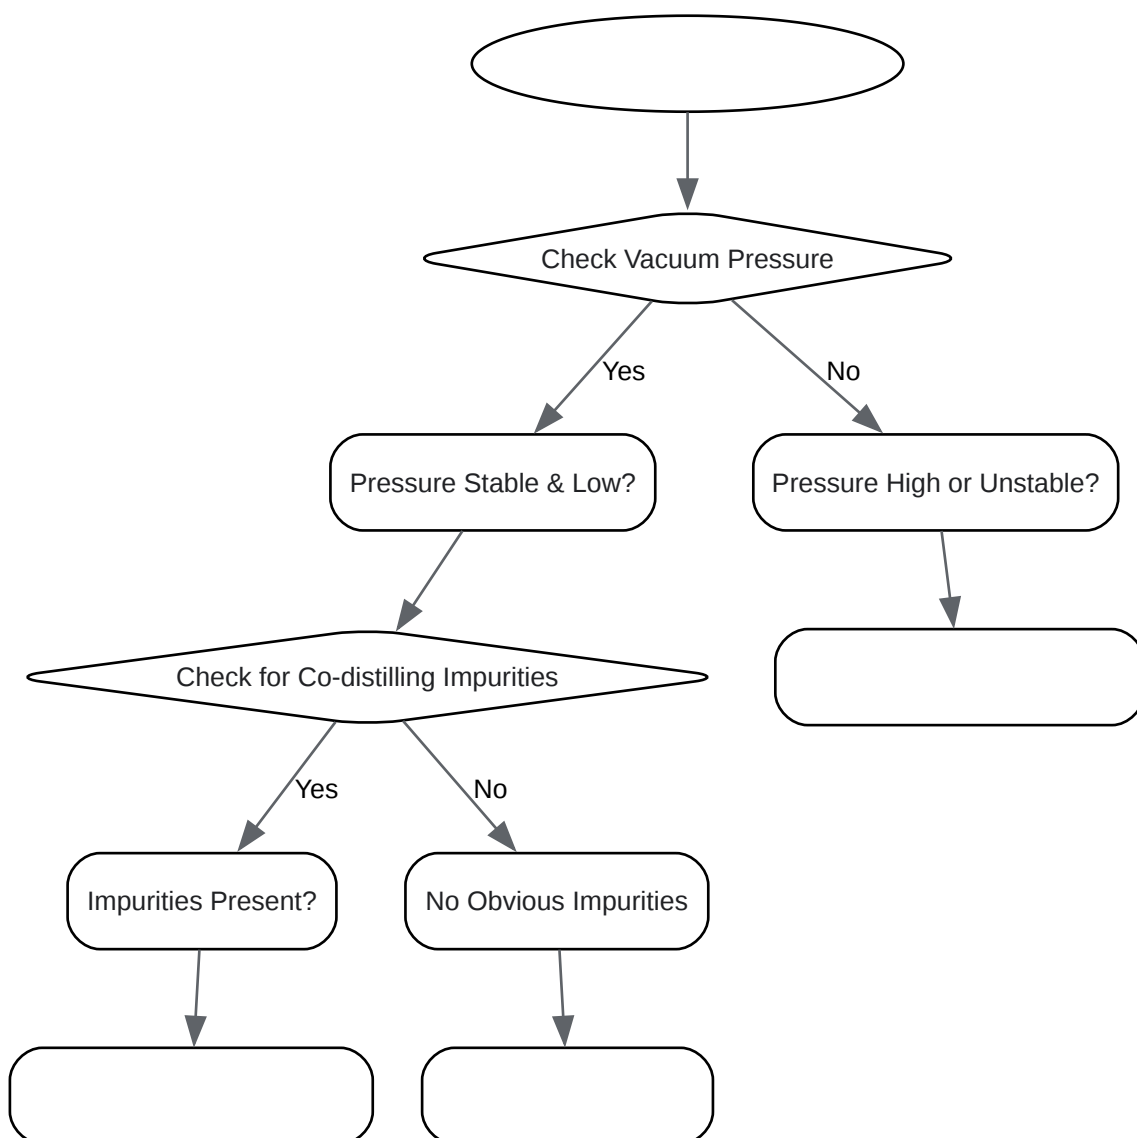 Check Vacuum Pressure
Yes
No
Pressure Stable & Low?
Pressure High or Unstable?
Check for Co-distilling Impurities
Yes
No
Impurities Present?
No Obvious Impurities